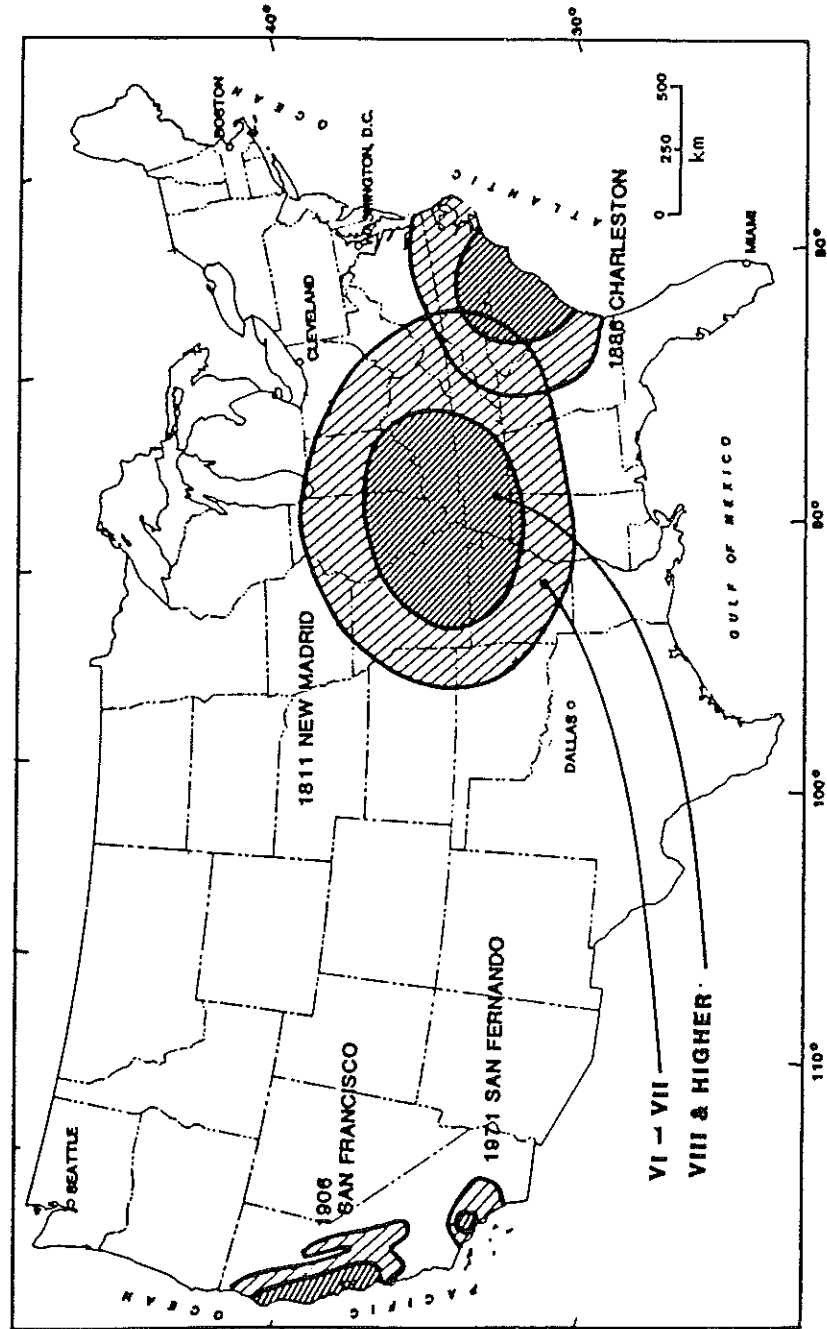 SEATTLE
PACIFIC OCEAN
1906
SAN FRANCISCO
1971 SAN FERNANDO
1811 NEW MADRID
DALLAS
CLEVELAND
BOSTON
WASHINGTON, D.C.
ATLANTIC OCEAN
1886 CHARLESTON
MIAMI
GULF OF MEXICO
VI – VII
VIII & HIGHER
0 250 500
km
40°
30°
110°
100°
90°
80°